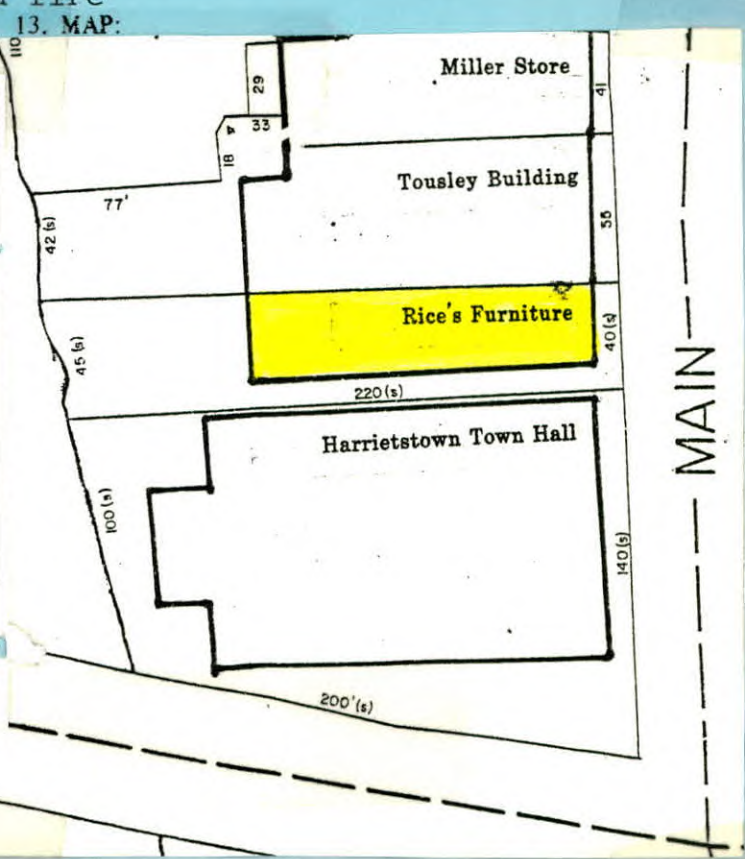 13. MAP:
110
Miller Store
29
41
4
33
18
Tousley Building
77'
55
42(s)
Rice's Furniture
40(s)
45(s)
220(s)
Harrietstown Town Hall
MAIN
100(s)
140(s)
200'(s)